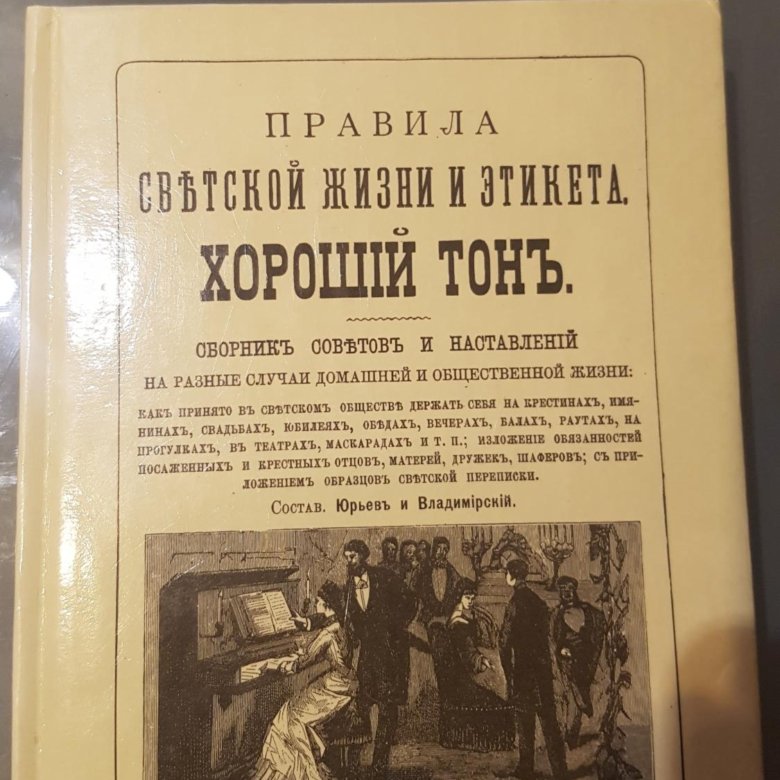 ПРАВИЛА
СВѢТСКОЙ ЖИЗНИ И ЭТИКЕТА.
ХОРОШІЙ ТОНЪ.
СБОРНИКЪ СОВѢТОВЪ И НАСТАВЛЕНІЙ
НА РАЗНЫЕ СЛУЧАИ ДОМАШНЕЙ И ОБЩЕСТВЕННОЙ ЖИЗНИ:
КАКЪ ПРИНЯТО ВЪ СВѢТСКОМЪ ОБЩЕСТВѢ ДЕРЖАТЬ СЕБЯ НА КРЕСТИНАХЪ, ИМЯ-
НИНАХЪ, СВАДЬБАХЪ, ЮБИЛЕЯХЪ, ОБѢДАХЪ, ВЕЧЕРАХЪ, БАЛАХЪ, РАУТАХЪ, НА
ПРОГУЛКАХЪ, ВЪ ТЕАТРАХЪ, МАСКАРАДАХЪ И Т. П.; ИЗЛОЖЕНІЕ ОБЯЗАННОСТЕЙ
ПОСАЖЕННЫХЪ И КРЕСТНЫХЪ ОТЦОВЪ, МАТЕРЕЙ, ДРУЖЕКЪ, ШАФЕРОВЪ; СЪ ПРИ-
ЛОЖЕНІЕМЪ ОБРАЗЦОВЪ СВѢТСКОЙ ПЕРЕПИСКИ.
Состав. Юрьевъ и Владимірскій.